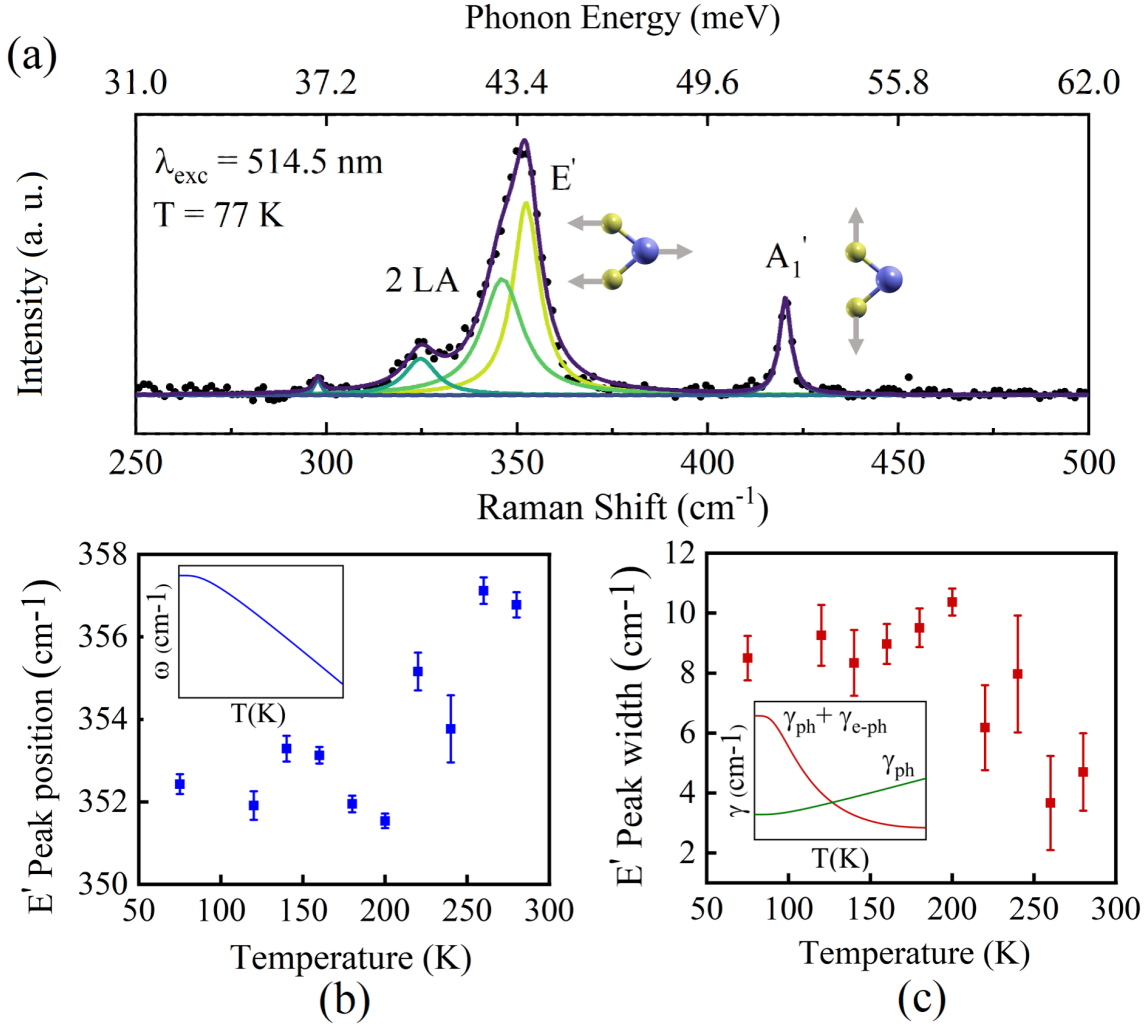 (a)
Phonon Energy (meV)
31.0 37.2 43.4 49.6 55.8 62.0
λexc = 514.5 nm
T = 77 K
E'
2 LA
A1'
Intensity (a. u.)
250 300 350 400 450 500
Raman Shift (cm-1)
E' Peak position (cm-1)
358
356
354
352
350
ω (cm-1)
T(K)
50 100 150 200 250 300
Temperature (K)
(b)
E' Peak width (cm-1)
12
10
8
6
4
2
γph + γe-ph
γph
γ (cm-1)
T(K)
50 100 150 200 250 300
Temperature (K)
(c)